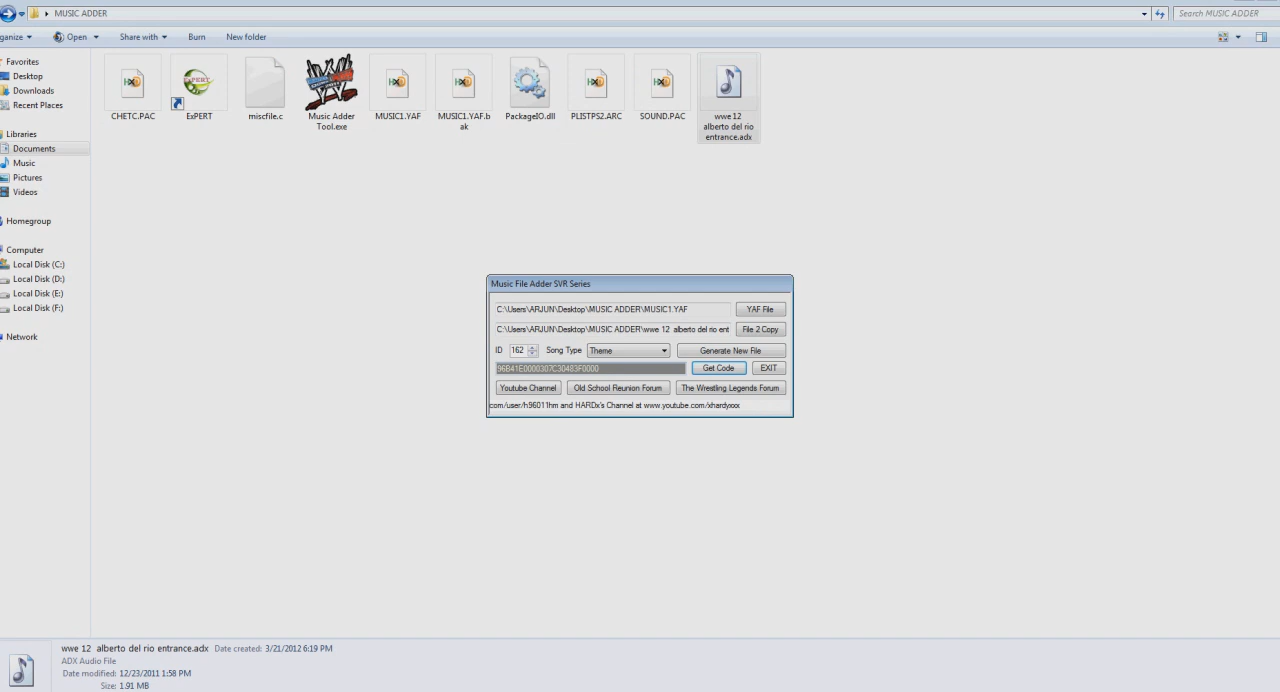 MUSIC ADDER
Search MUSIC ADDER
ganize
Open
Share with
Burn
New folder
Favorites
Desktop
Downloads
Recent Places
Libraries
Documents
Music
Pictures
Videos
Homegroup
Computer
Local Disk (C:)
Local Disk (D:)
Local Disk (E:)
Local Disk (F:)
Network
CHETC.PAC
ExPERT
miscfile.c
Music Adder
Tool.exe
MUSIC1.YAF
MUSIC1.YAF.b
ak
PackageIO.dll
PLISTPS2.ARC
SOUND.PAC
wwe 12
alberto del rio
entrance.adx
Music File Adder SVR Series
C:\Users\ARJUN\Desktop\MUSIC ADDER\MUSIC1.YAF
YAF File
C:\Users\ARJUN\Desktop\MUSIC ADDER\wwe 12 alberto del rio ent
File 2 Copy
ID 162 Song Type Theme
Generate New File
96B41E0000307C30483F0000
Get Code
EXIT
Youtube Channel
Old School Reunion Forum
The Wrestling Legends Forum
com/user/h96011hm and HARDx's Channel at www.youtube.com/xhardyxxx
wwe 12 alberto del rio entrance.adx Date created: 3/21/2012 6:19 PM
ADX Audio File
Date modified: 12/23/2011 1:58 PM
Size: 1.91 MB